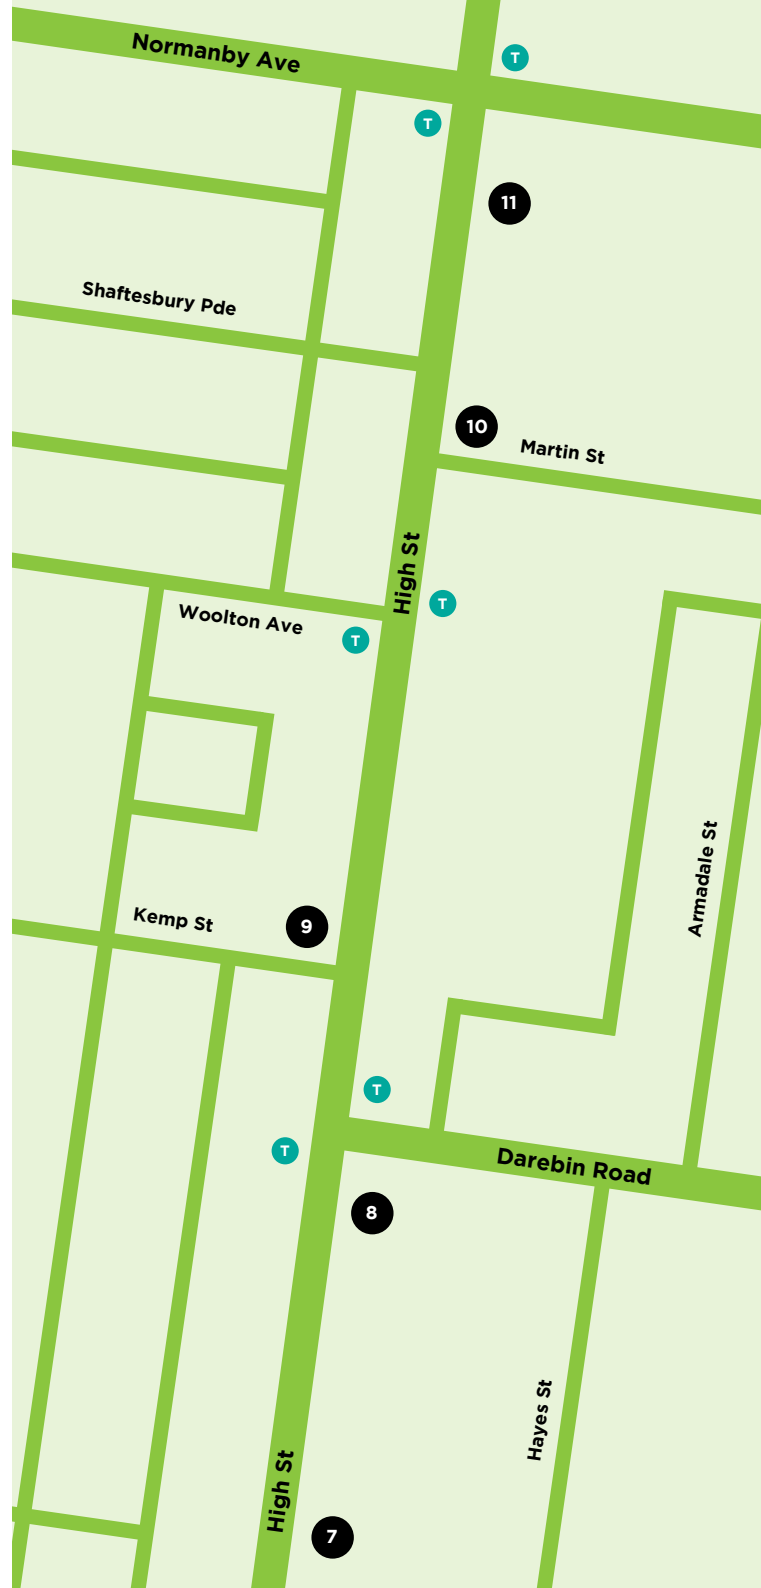 Normanby Ave
T
T
11
Shaftesbury Pde
10
Martin St
High St
T
Woolton Ave
T
Armadale St
Kemp St
9
T
T
Darebin Road
8
Hayes St
High St
7